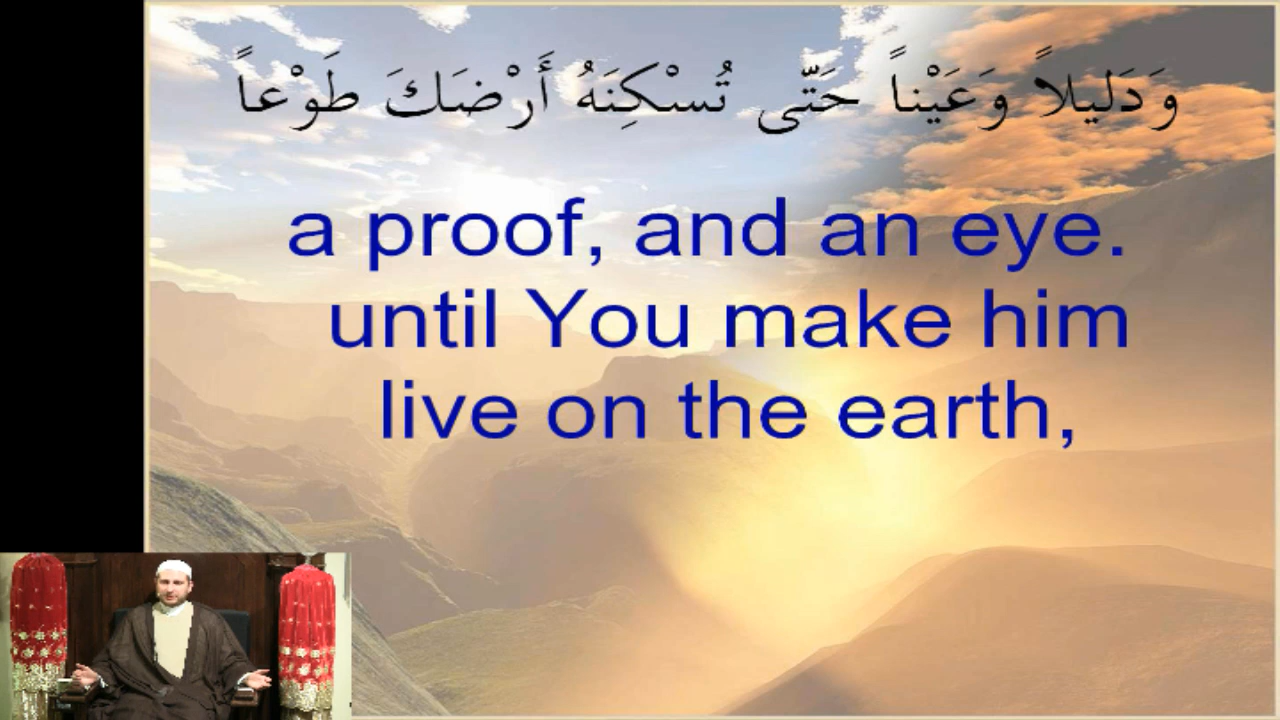 وَدَليلاً وَعَيْناً حَتّى تُسْكِنَهُ أَرْضَكَ طَوْعاً
a proof, and an eye.
until You make him
live on the earth,